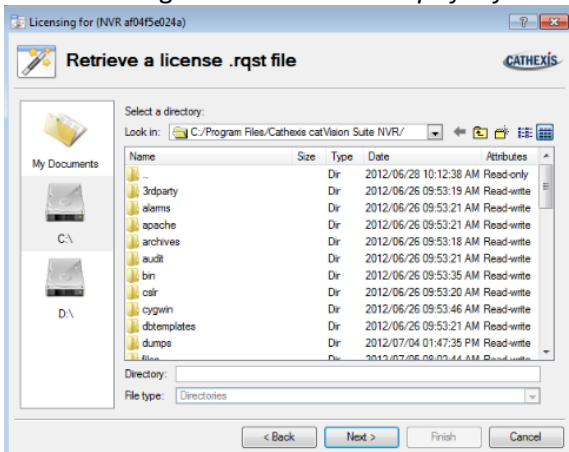 Licensing for (NVR af04f5e024a)
Retrieve a license .rqst file
CATHEXIS
Select a directory:
Look in: C:/Program Files/Cathexis catVision Suite NVR/
Name Size Type Date Attributes
.. Dir 2012/06/28 10:12:38 AM Read-only
3rdparty Dir 2012/06/26 09:53:19 AM Read-write
alarms Dir 2012/06/26 09:53:21 AM Read-write
apache Dir 2012/06/26 09:53:21 AM Read-write
archives Dir 2012/06/26 09:53:18 AM Read-write
audit Dir 2012/06/26 09:53:21 AM Read-write
bin Dir 2012/06/26 09:53:35 AM Read-write
cslr Dir 2012/06/26 09:53:20 AM Read-write
cygwin Dir 2012/06/26 09:53:46 AM Read-write
dbtemplates Dir 2012/06/26 09:53:21 AM Read-write
dumps Dir 2012/07/04 01:47:35 PM Read-write
My Documents
C:\
D:\
Directory:
File type: Directories
< Back Next > Finish Cancel